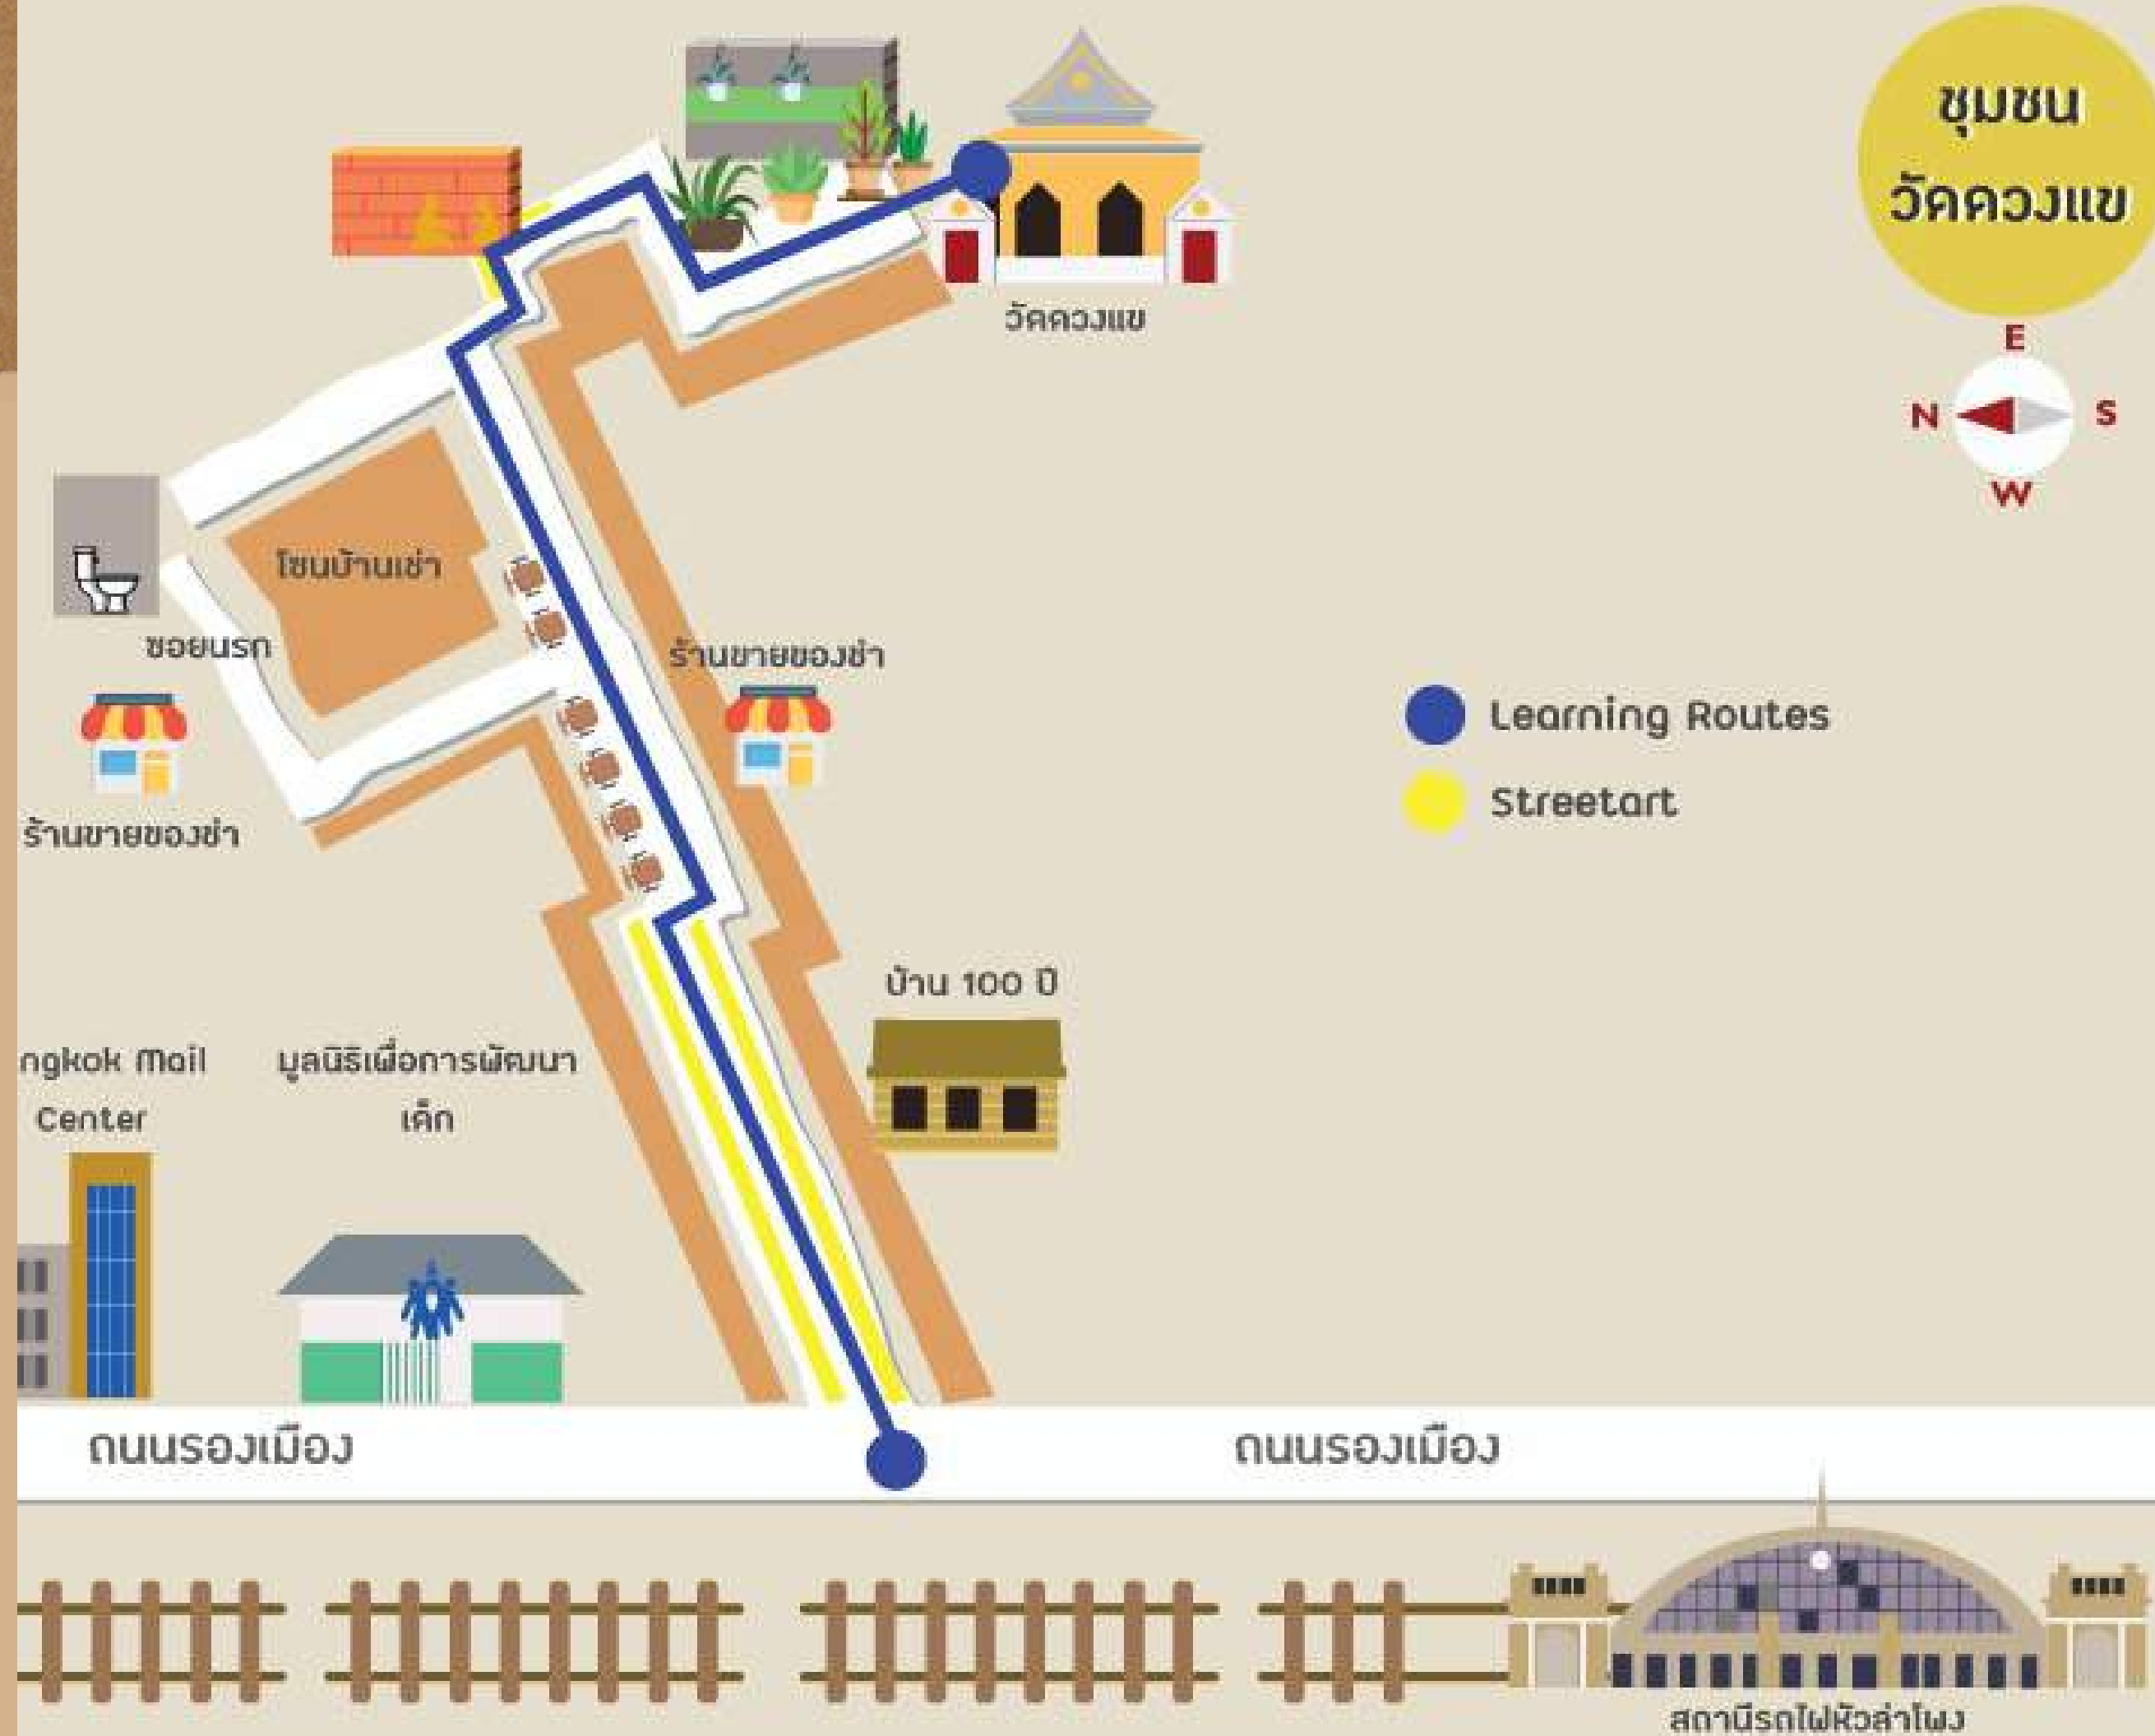 ชุมชน
วัดดวงแข
E
N
S
W
วัดดวงแข
โซนบ้านเช่า
ซอยนรก
ร้านขายของชำ
ร้านขายของชำ
Learning Routes
Streetart
บ้าน 100 ปี
ngkok Mail
Center
มูลนิธิเพื่อการพัฒนา
เด็ก
ถนนรองเมือง
ถนนรองเมือง
สถานีรถไฟหัวลำโพง